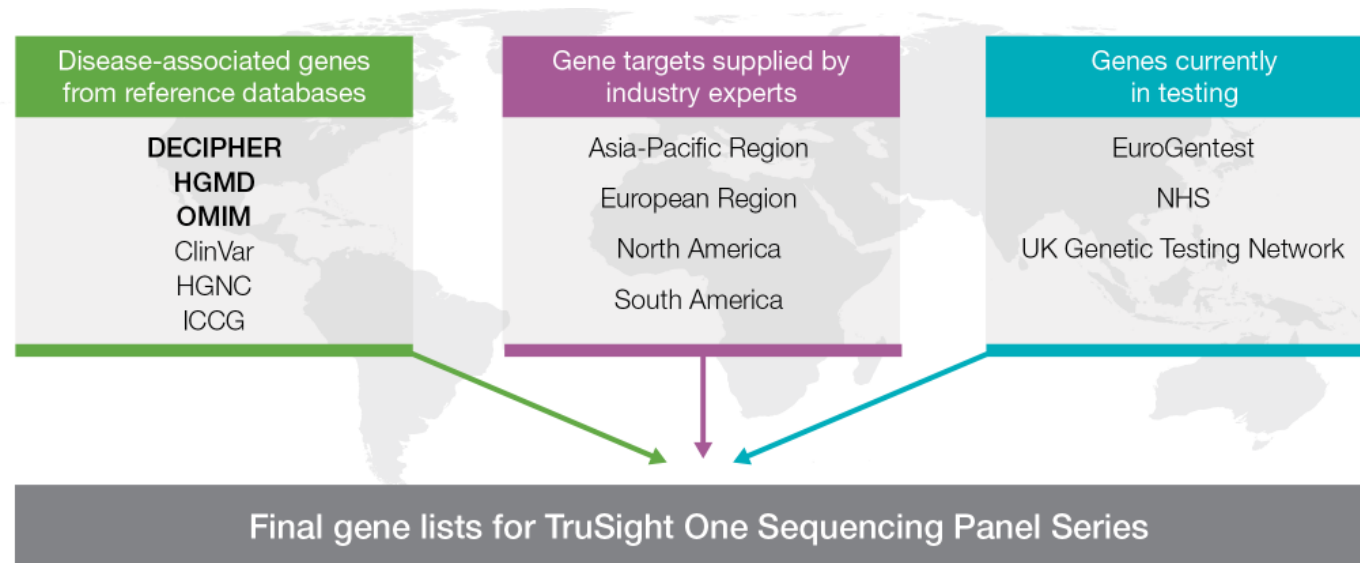 Disease-associated genes
from reference databases
DECIPHER
HGMD
OMIM
ClinVar
HGNC
ICCG
Gene targets supplied by
industry experts
Asia-Pacific Region
European Region
North America
South America
Genes currently
in testing
EuroGentest
NHS
UK Genetic Testing Network
Final gene lists for TruSight One Sequencing Panel Series